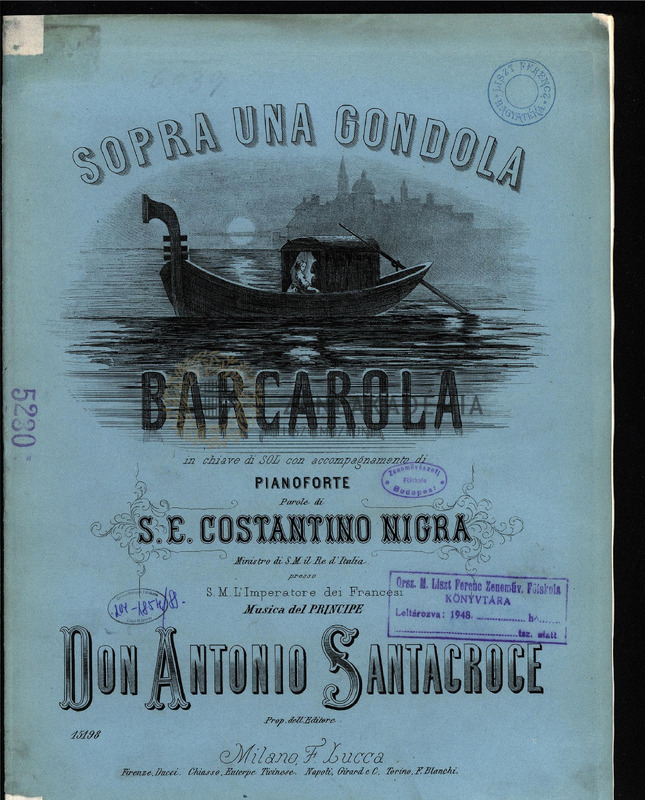 LISZT FERENC
HAGYATÉKA
SOPRA UNA GONDOLA
BARCAROLA
in chiave di SOL con accompagnamento di
PIANOFORTE
Parole di
S.E. COSTANTINO NIGRA
Ministro di S.M. il Re d'Italia
presso
S.M. L'Imperatore dei Francesi
Musica del PRINCIPE
DON ANTONIO SANTACROCE
Prop. dell'Editore.
15198
Milano, F. Lucca
Firenze, Ducci. Chiasso, Euterpe Ticinese. Napoli, Girard e C. Torino, F. Blanchi.
5230
Zeneművészeti
Főiskola
Budapest
Orsz. M. Liszt Ferenc Zeneműv. Főiskola
KÖNYVTÁRA
Leltározva: 1948.
tsz. alatt